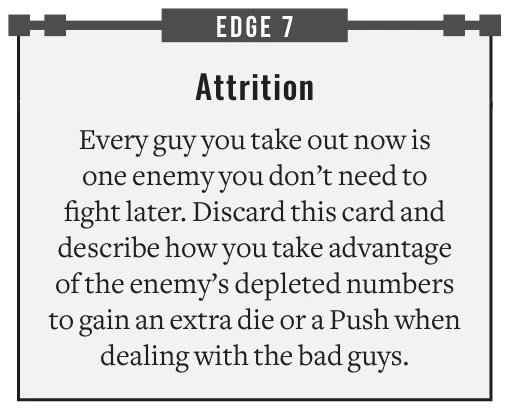 EDGE 7
Attrition
Every guy you take out now is
one enemy you don’t need to
fight later. Discard this card and
describe how you take advantage
of the enemy’s depleted numbers
to gain an extra die or a Push when
dealing with the bad guys.